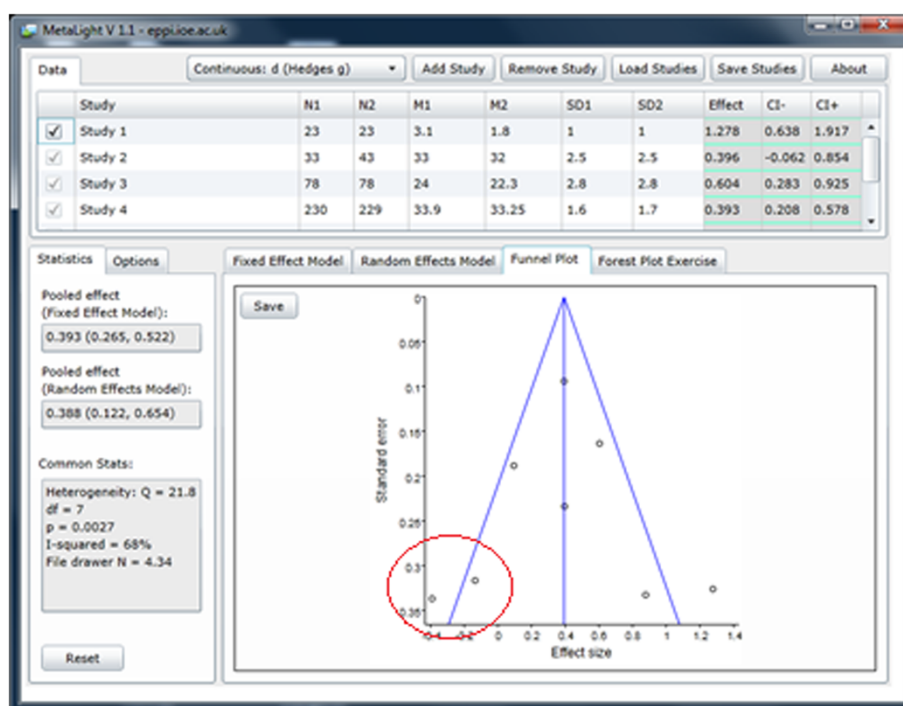 MetaLight V 1.1 - eppi.ioe.ac.uk
Data Continuous: d (Hedges g) Add Study Remove Study Load Studies Save Studies About
Study N1 N2 M1 M2 SD1 SD2 Effect CI- CI+
Study 1 23 23 3.1 1.8 1 1 1.278 0.638 1.917
Study 2 33 43 33 32 2.5 2.5 0.396 -0.062 0.854
Study 3 78 78 24 22.3 2.8 2.8 0.604 0.283 0.925
Study 4 230 229 33.9 33.25 1.6 1.7 0.393 0.208 0.578
Statistics Options
Pooled effect
(Fixed Effect Model):
0.393 (0.265, 0.522)
Pooled effect
(Random Effects Model):
0.388 (0.122, 0.654)
Common Stats:
Heterogeneity: Q = 21.8
df = 7
p = 0.0027
I-squared = 68%
File drawer N = 4.34
Reset
Fixed Effect Model Random Effects Model Funnel Plot Forest Plot Exercise
Save
0
0.05
0.1
0.15
0.2
0.25
0.3
0.35
Standard error
-0.4 -0.2 0 0.2 0.4 0.6 0.8 1 1.2 1.4
Effect size